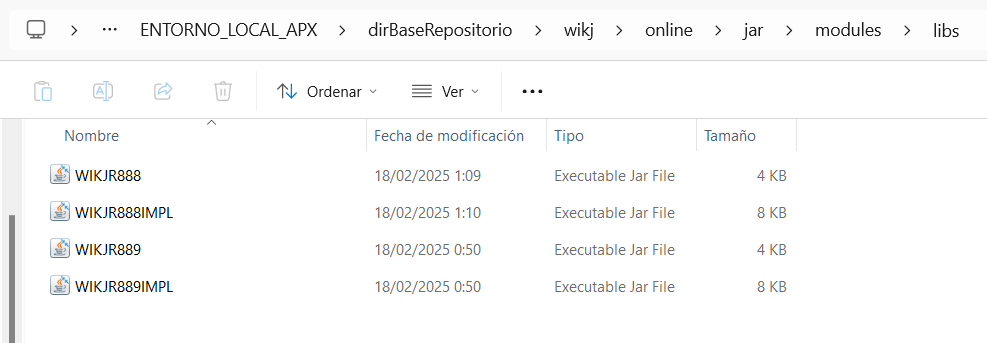 ENTORNO_LOCAL_APX > dirBaseRepositorio > wikj > online > jar > modules > libs
Ordenar Ver
Nombre Fecha de modificación Tipo Tamaño
WIKJR888 18/02/2025 1:09 Executable Jar File 4 KB
WIKJR888IMPL 18/02/2025 1:10 Executable Jar File 8 KB
WIKJR889 18/02/2025 0:50 Executable Jar File 4 KB
WIKJR889IMPL 18/02/2025 0:50 Executable Jar File 8 KB